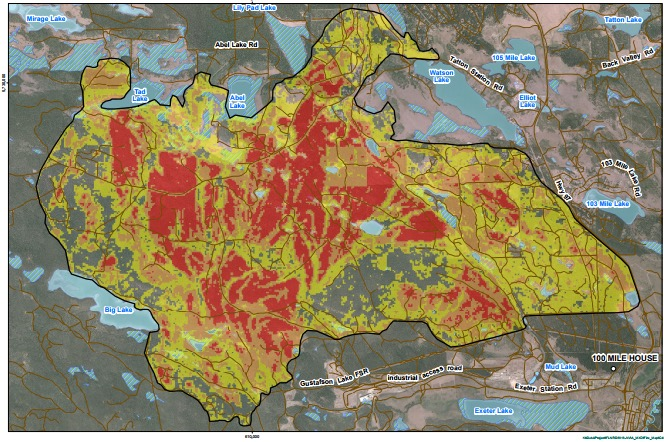 Lily Pad Lake
Mirage Lake
Tatton Lake
Abel Lake Rd
105 Mile Lake
Back Valley Rd
Tatton Station Rd
Watson
Lake
Tad
Lake
Abel
Lake
Elliot
Lake
103 Mile Lake Rd
Hwy 97
103 Mile Lake
Big Lake
100 MILE HOUSE
Mud Lake
Gustafson Lake FSR
industrial access road
Exeter Station Rd
Exeter Lake
610,000